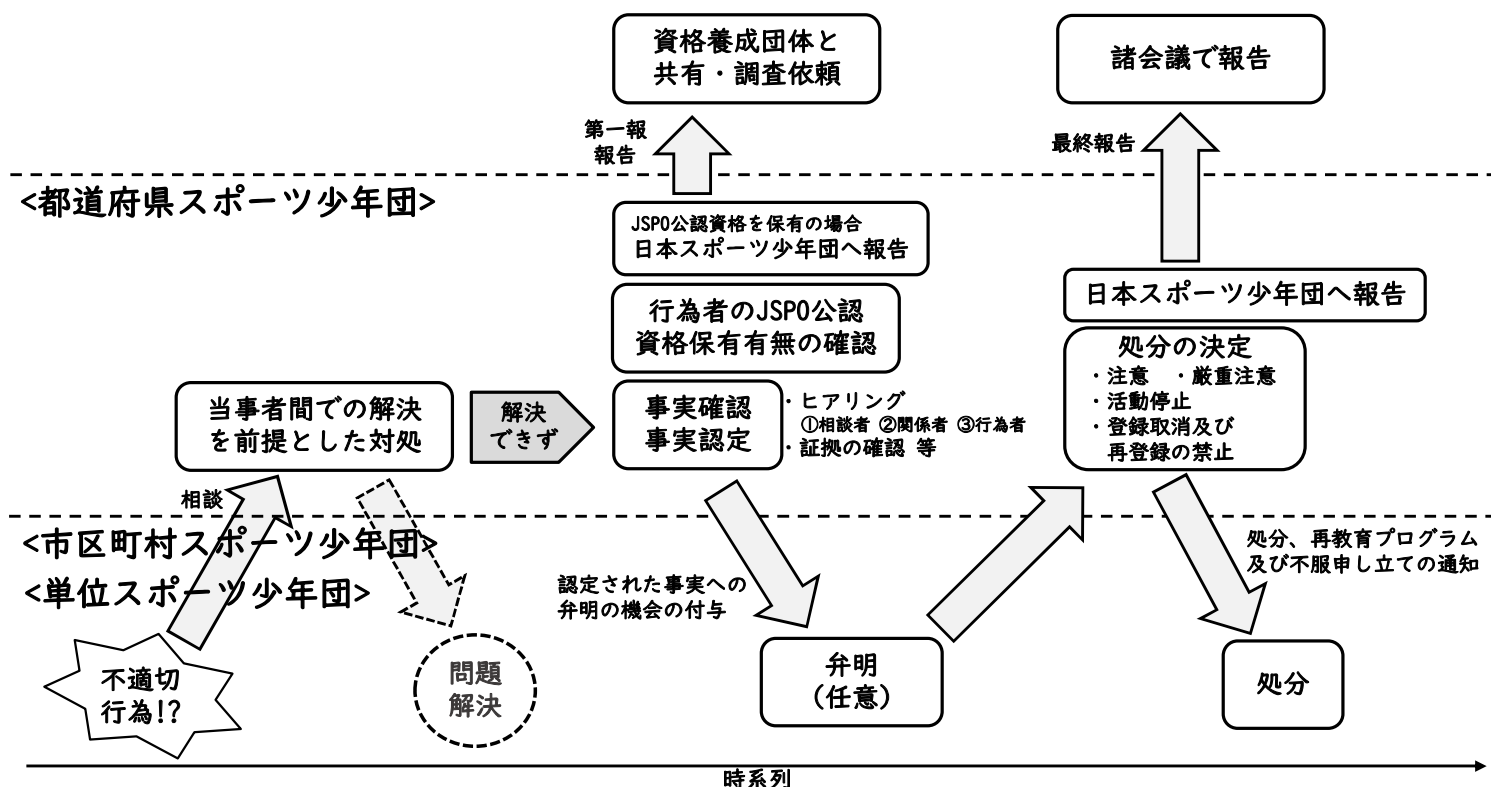 資格養成団体と
共有・調査依頼
諸会議で報告
第一報
報告
最終報告
<都道府県スポーツ少年団>
JSPO公認資格を保有の場合
日本スポーツ少年団へ報告
行為者のJSPO公認
資格保有有無の確認
日本スポーツ少年団へ報告
処分の決定
・注意 ・厳重注意
・活動停止
・登録取消及び
再登録の禁止
当事者間での解決
を前提とした対処
解決
できず
事実確認
事実認定
・ヒアリング
①相談者 ②関係者 ③行為者
・証拠の確認 等
相談
<市区町村スポーツ少年団>
<単位スポーツ少年団>
認定された事実への
弁明の機会の付与
処分、再教育プログラム
及び不服申し立ての通知
不適切
行為!?
問題
解決
弁明
(任意)
処分
時系列